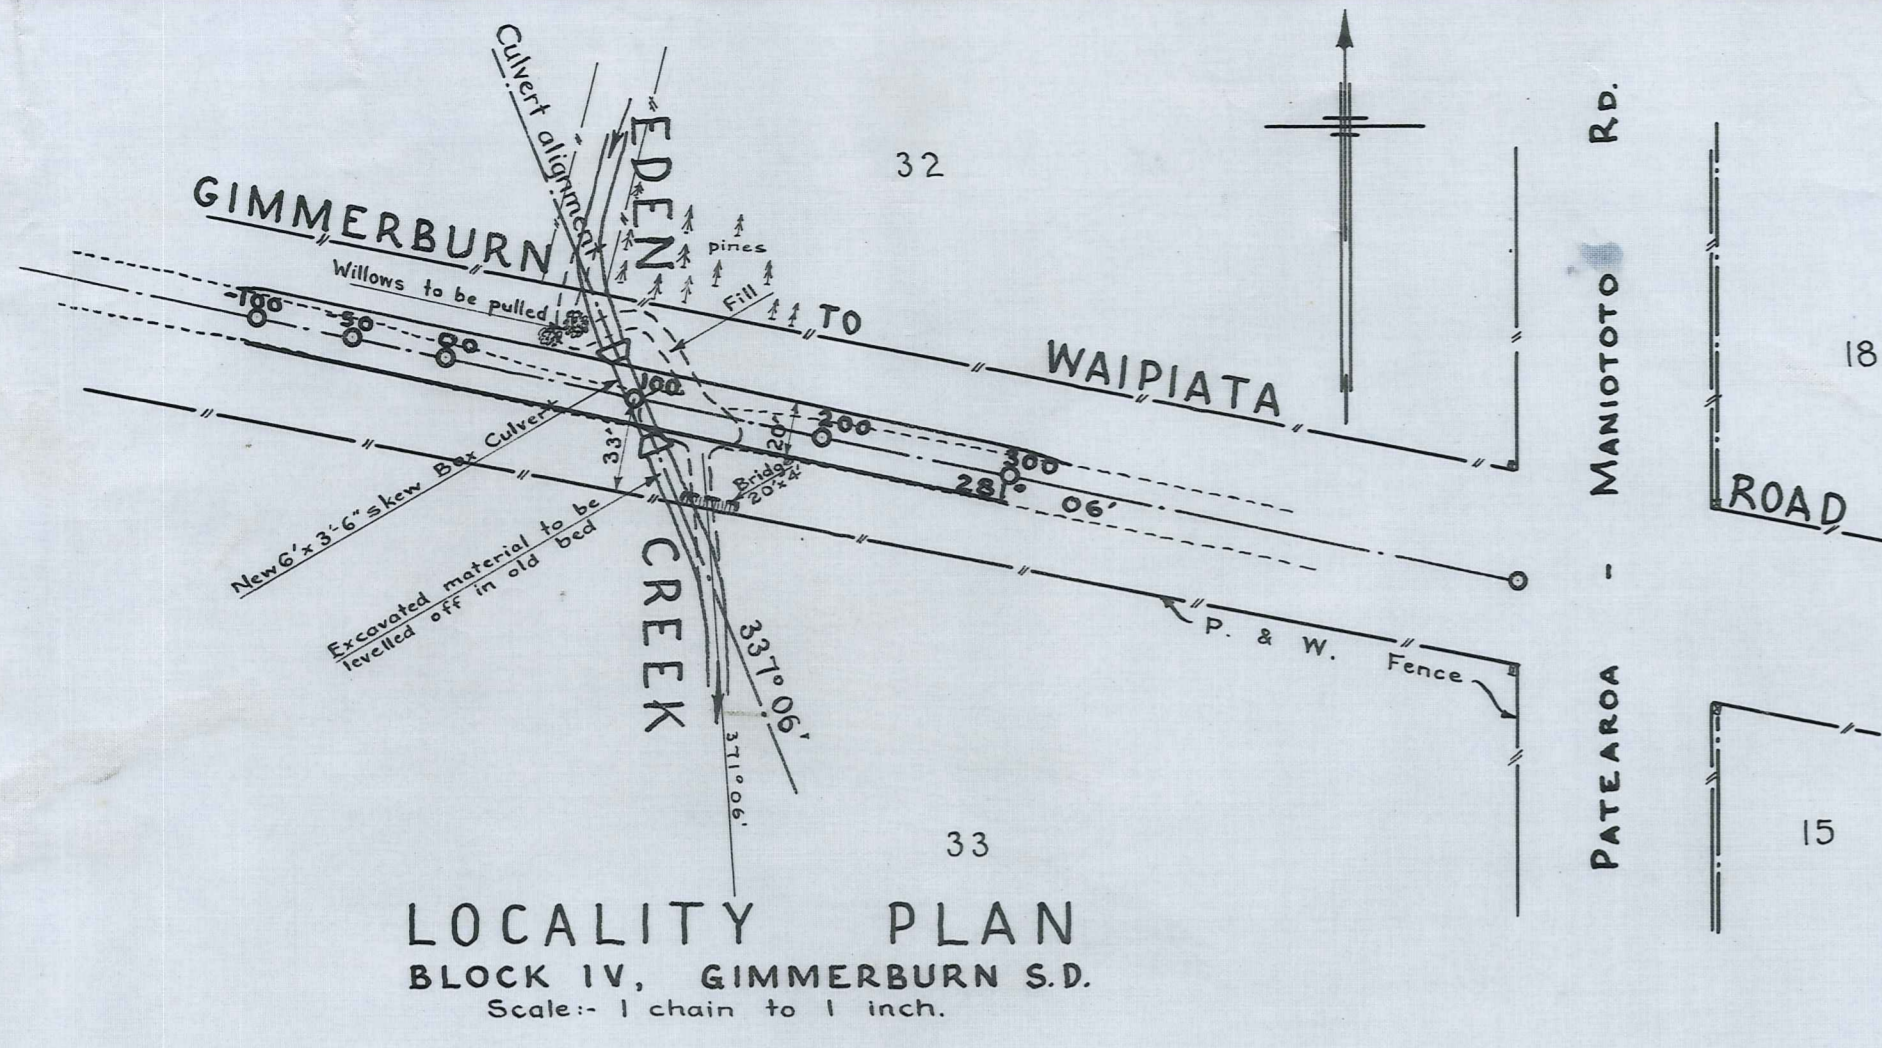 Culvert alignment
EDEN
32
RD.
GIMMERBURN
pines
Willows to be pulled
Fill
TO
-100
-50
100
200
WAIPIATA
MANIOTOTO
18
20'
33'
300
281° 06'
New 6' x 3'-6" skew Box Culvert
Bridge
20' x 4'
ROAD
Excavated material to be
levelled off in old bed
CREEK
-
P. & W. Fence
337° 06'
371° 06'
PATEAROA
33
15
LOCALITY PLAN
BLOCK IV, GIMMERBURN S.D.
Scale:- 1 chain to 1 inch.